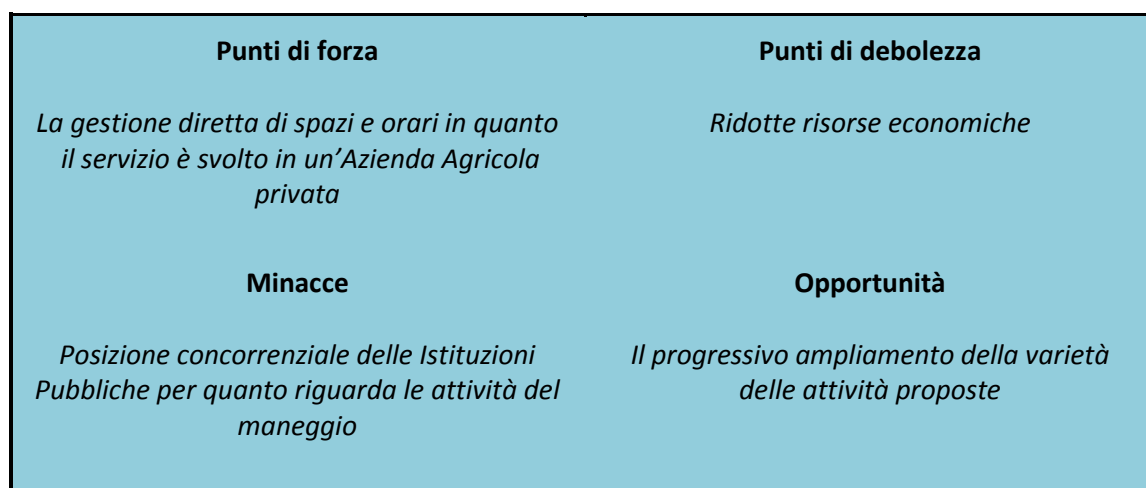 Punti di forza
La gestione diretta di spazi e orari in quanto
il servizio è svolto in un'Azienda Agricola
privata
Punti di debolezza
Ridotte risorse economiche
Minacce
Posizione concorrenziale delle Istituzioni
Pubbliche per quanto riguarda le attività del
maneggio
Opportunità
Il progressivo ampliamento della varietà
delle attività proposte